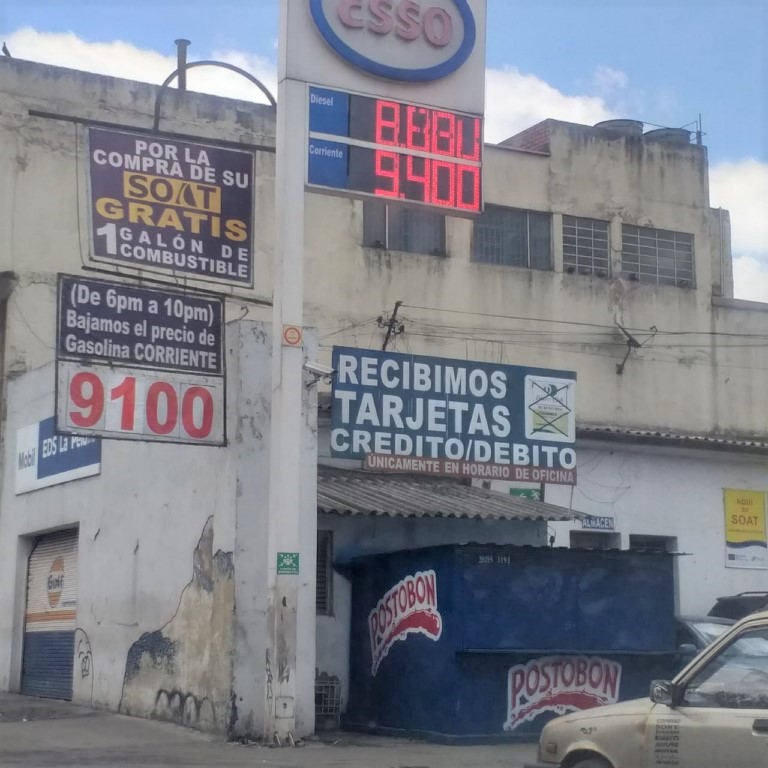 ESSO
Diesel
Corriente
9.400
POR LA
COMPRA DE SU
SOAT
GRATIS
1 GALÓN DE
COMBUSTIBLE
(De 6pm a 10pm)
Bajamos el precio de
Gasolina CORRIENTE
9100
RECIBIMOS
TARJETAS
CREDITO/DEBITO
ÚNICAMENTE EN HORARIO DE OFICINA
Mobil
EDS La
Gulf
ALMACEN
AQUÍ
SOAT
POSTOBON
POSTOBON